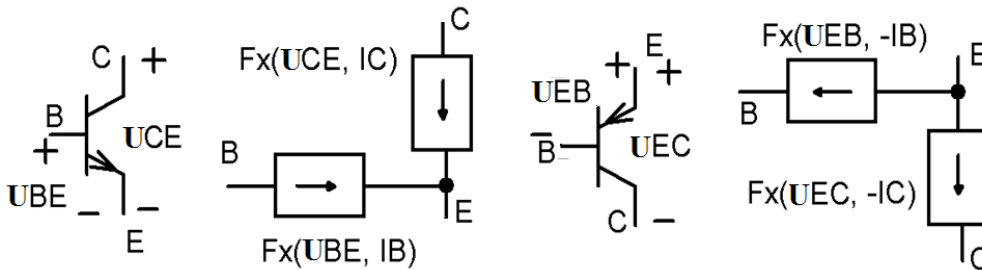 C
+
B
+
UCE
UBE
−
−
E
Fx(UCE, IC)
C
B
E
Fx(UBE, IB)
E
+
+
UEB
−
B
UEC
C
−
Fx(UEB, -IB)
E
B
Fx(UEC, -IC)
C